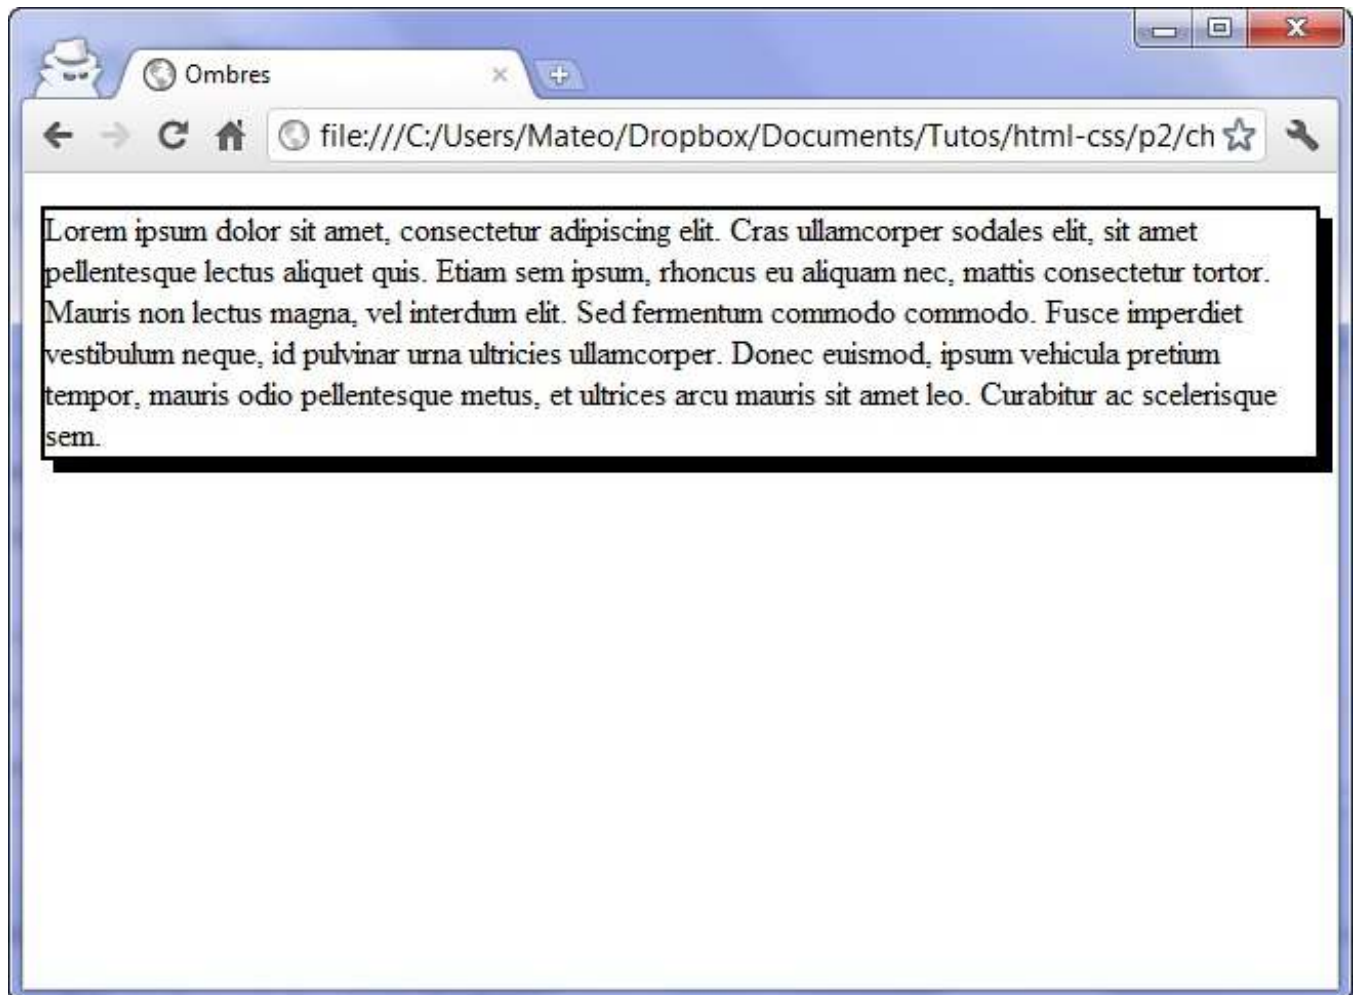 Ombres
file:///C:/Users/Mateo/Dropbox/Documents/Tutos/html-css/p2/ch
Lorem ipsum dolor sit amet, consectetur adipiscing elit. Cras ullamcorper sodales elit, sit amet
pellentesque lectus aliquet quis. Etiam sem ipsum, rhoncus eu aliquam nec, mattis consectetur tortor.
Mauris non lectus magna, vel interdum elit. Sed fermentum commodo commodo. Fusce imperdiet
vestibulum neque, id pulvinar urna ultricies ullamcorper. Donec euismod, ipsum vehicula pretium
tempor, mauris odio pellentesque metus, et ultrices arcu mauris sit amet leo. Curabitur ac scelerisque
sem.